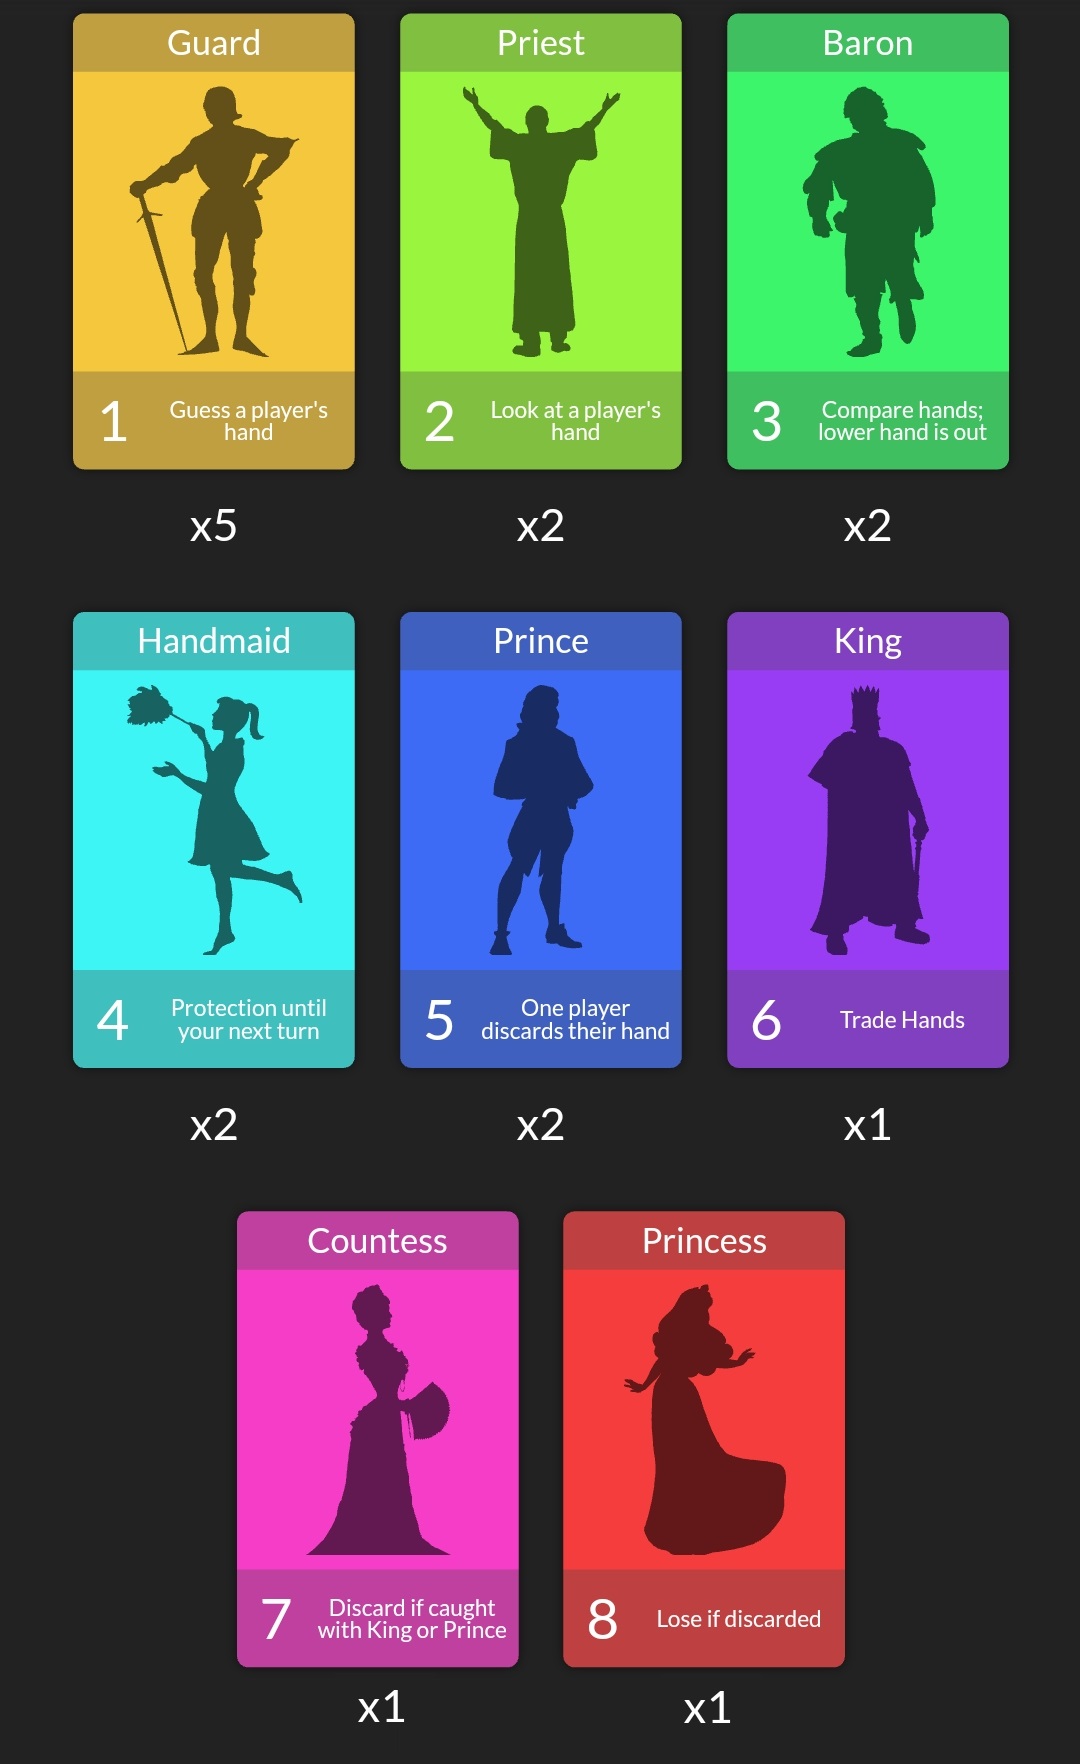 Guard
Priest
Baron
1
Guess a player's
hand
2
Look at a player's
hand
3
Compare hands;
lower hand is out
x5
x2
x2
Handmaid
Prince
King
4
Protection until
your next turn
5
One player
discards their hand
6
Trade Hands
x2
x2
x1
Countess
Princess
7
Discard if caught
with King or Prince
8
Lose if discarded
x1
x1